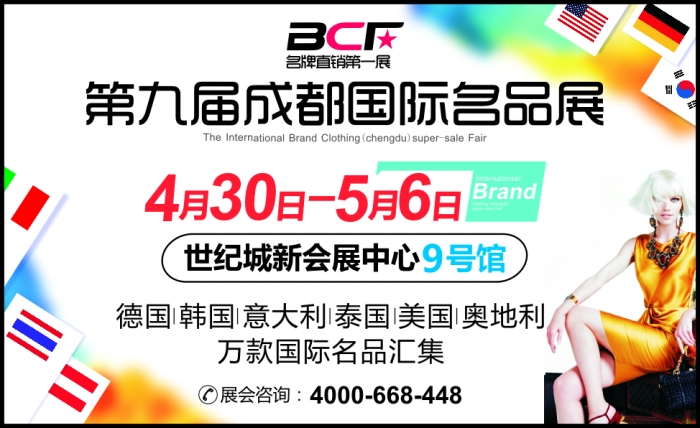 BCF
名牌直销第一展
第九届成都国际名品展
The International Brand Clothing(chengdu)super-sale Fair
4月30日-5月6日
International
Brand
世纪城新会展中心9号馆
德国|韩国|意大利|泰国|美国|奥地利
万款国际名品汇集
展会咨询：4000-668-448